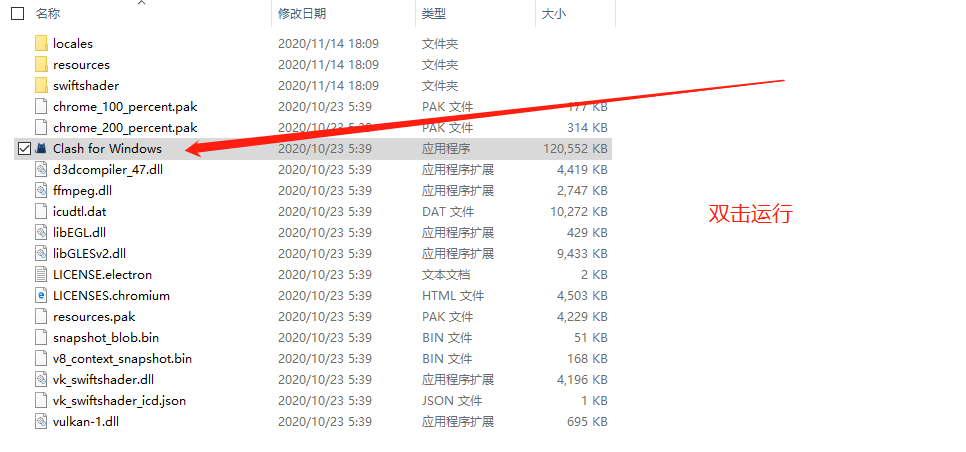 名称 修改日期 类型 大小
locales 2020/11/14 18:09 文件夹
resources 2020/11/14 18:09 文件夹
swiftshader 2020/11/14 18:09 文件夹
chrome_100_percent.pak 2020/10/23 5:39 PAK 文件 177 KB
chrome_200_percent.pak 2020/10/23 5:39 PAK 文件 314 KB
Clash for Windows 2020/10/23 5:39 应用程序 120,552 KB
d3dcompiler_47.dll 2020/10/23 5:39 应用程序扩展 4,419 KB
ffmpeg.dll 2020/10/23 5:39 应用程序扩展 2,747 KB
icudtl.dat 2020/10/23 5:39 DAT 文件 10,272 KB
双击运行
libEGL.dll 2020/10/23 5:39 应用程序扩展 429 KB
libGLESv2.dll 2020/10/23 5:39 应用程序扩展 9,433 KB
LICENSE.electron 2020/10/23 5:39 文本文档 2 KB
LICENSES.chromium 2020/10/23 5:39 HTML 文件 4,503 KB
resources.pak 2020/10/23 5:39 PAK 文件 4,229 KB
snapshot_blob.bin 2020/10/23 5:39 BIN 文件 51 KB
v8_context_snapshot.bin 2020/10/23 5:39 BIN 文件 168 KB
vk_swiftshader.dll 2020/10/23 5:39 应用程序扩展 4,196 KB
vk_swiftshader_icd.json 2020/10/23 5:39 JSON 文件 1 KB
vulkan-1.dll 2020/10/23 5:39 应用程序扩展 695 KB